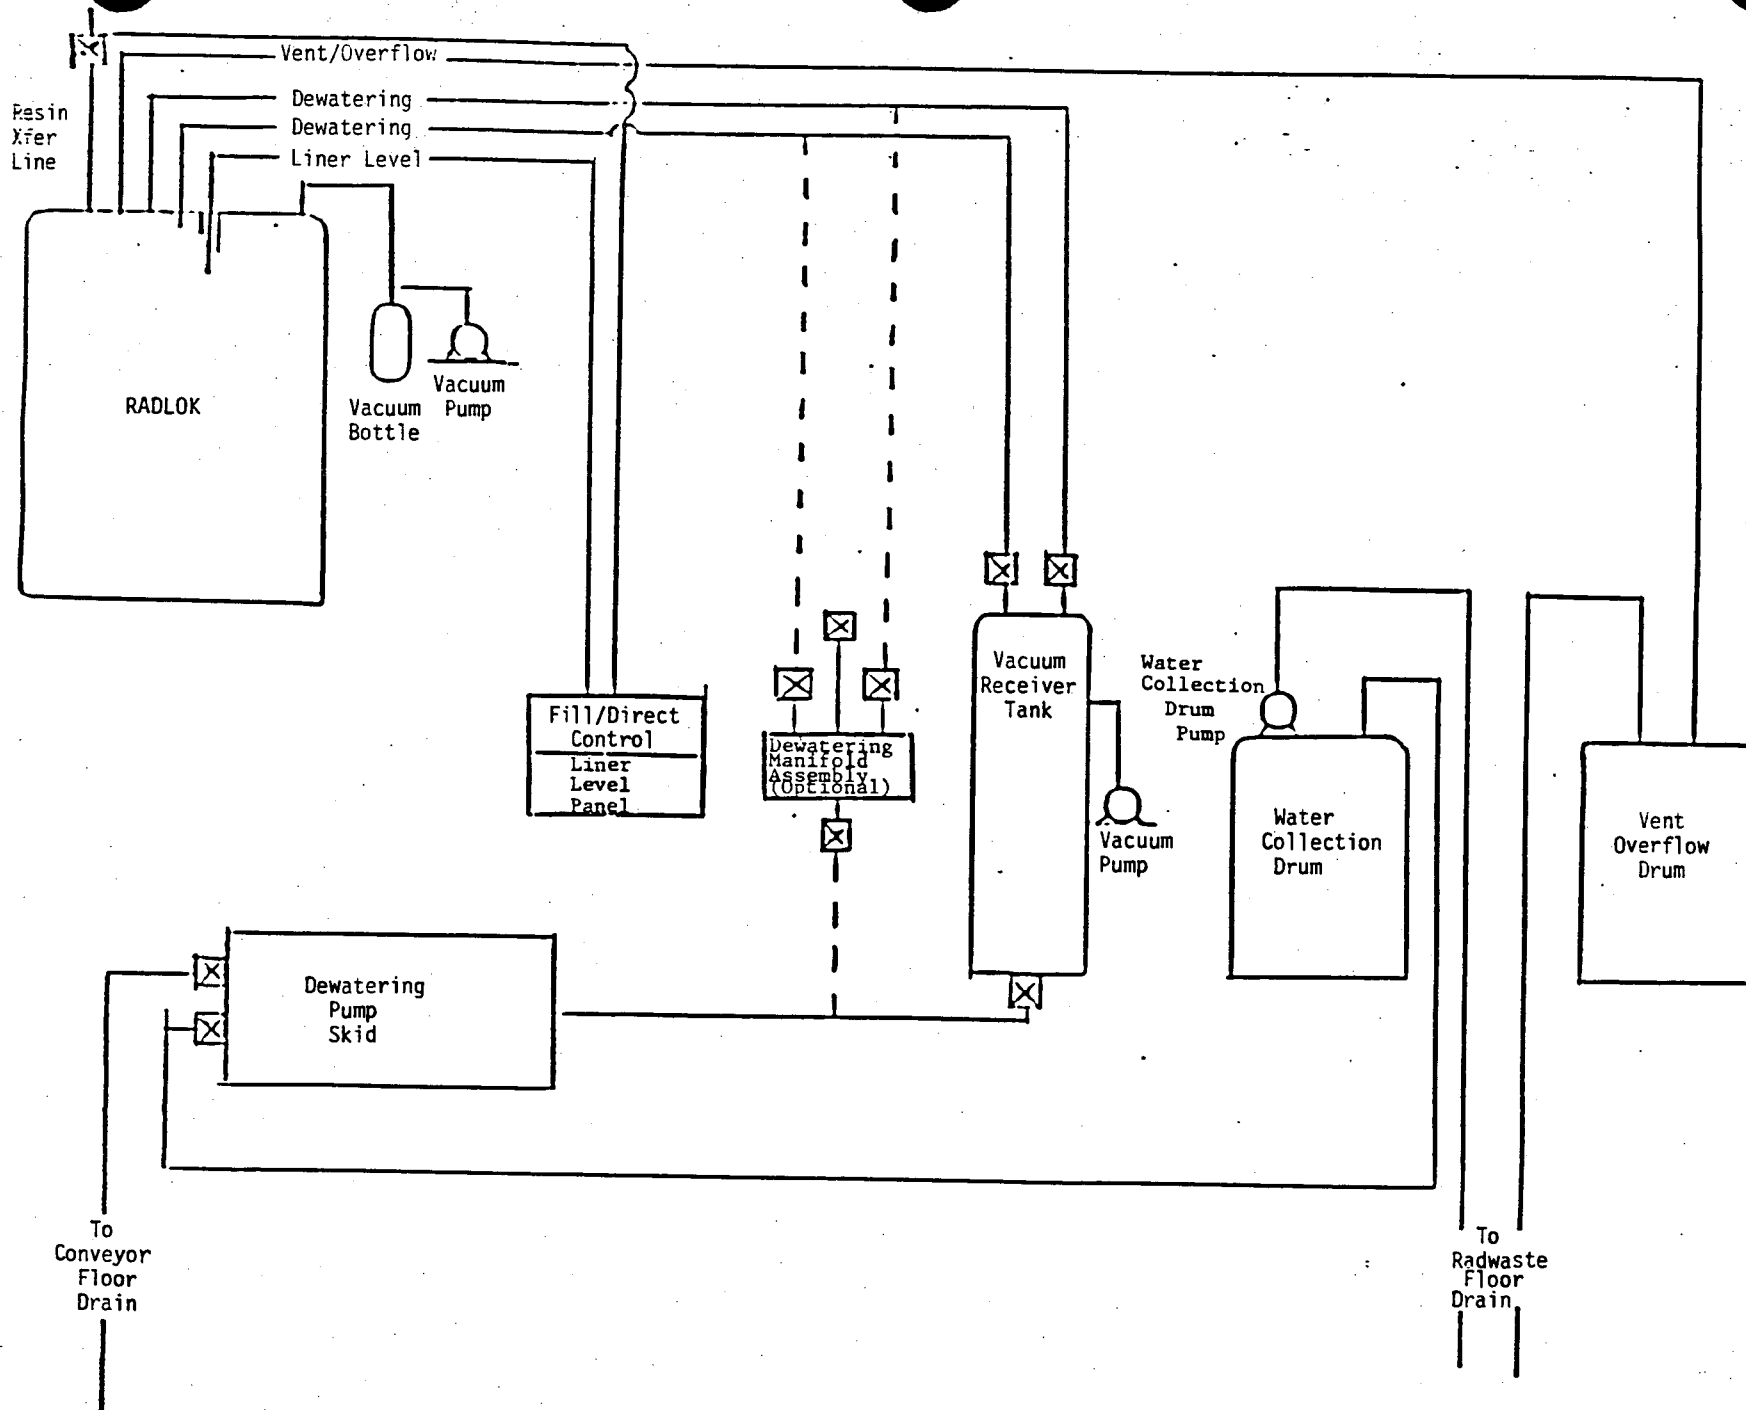 Vent/Overflow
Dewatering
Dewatering
Liner Level
Resin
Xfer
Line
RADLOK
Vacuum
Bottle
Vacuum
Pump
Fill/Direct
Control
Liner
Level
Panel
Dewatering
Manifold
Assembly
(Optional)
Vacuum
Receiver
Tank
Vacuum
Pump
Water
Collection
Drum
Pump
Water
Collection
Drum
Vent
Overflow
Drum
Dewatering
Pump
Skid
To
Conveyor
Floor
Drain
To
Radwaste
Floor
Drain